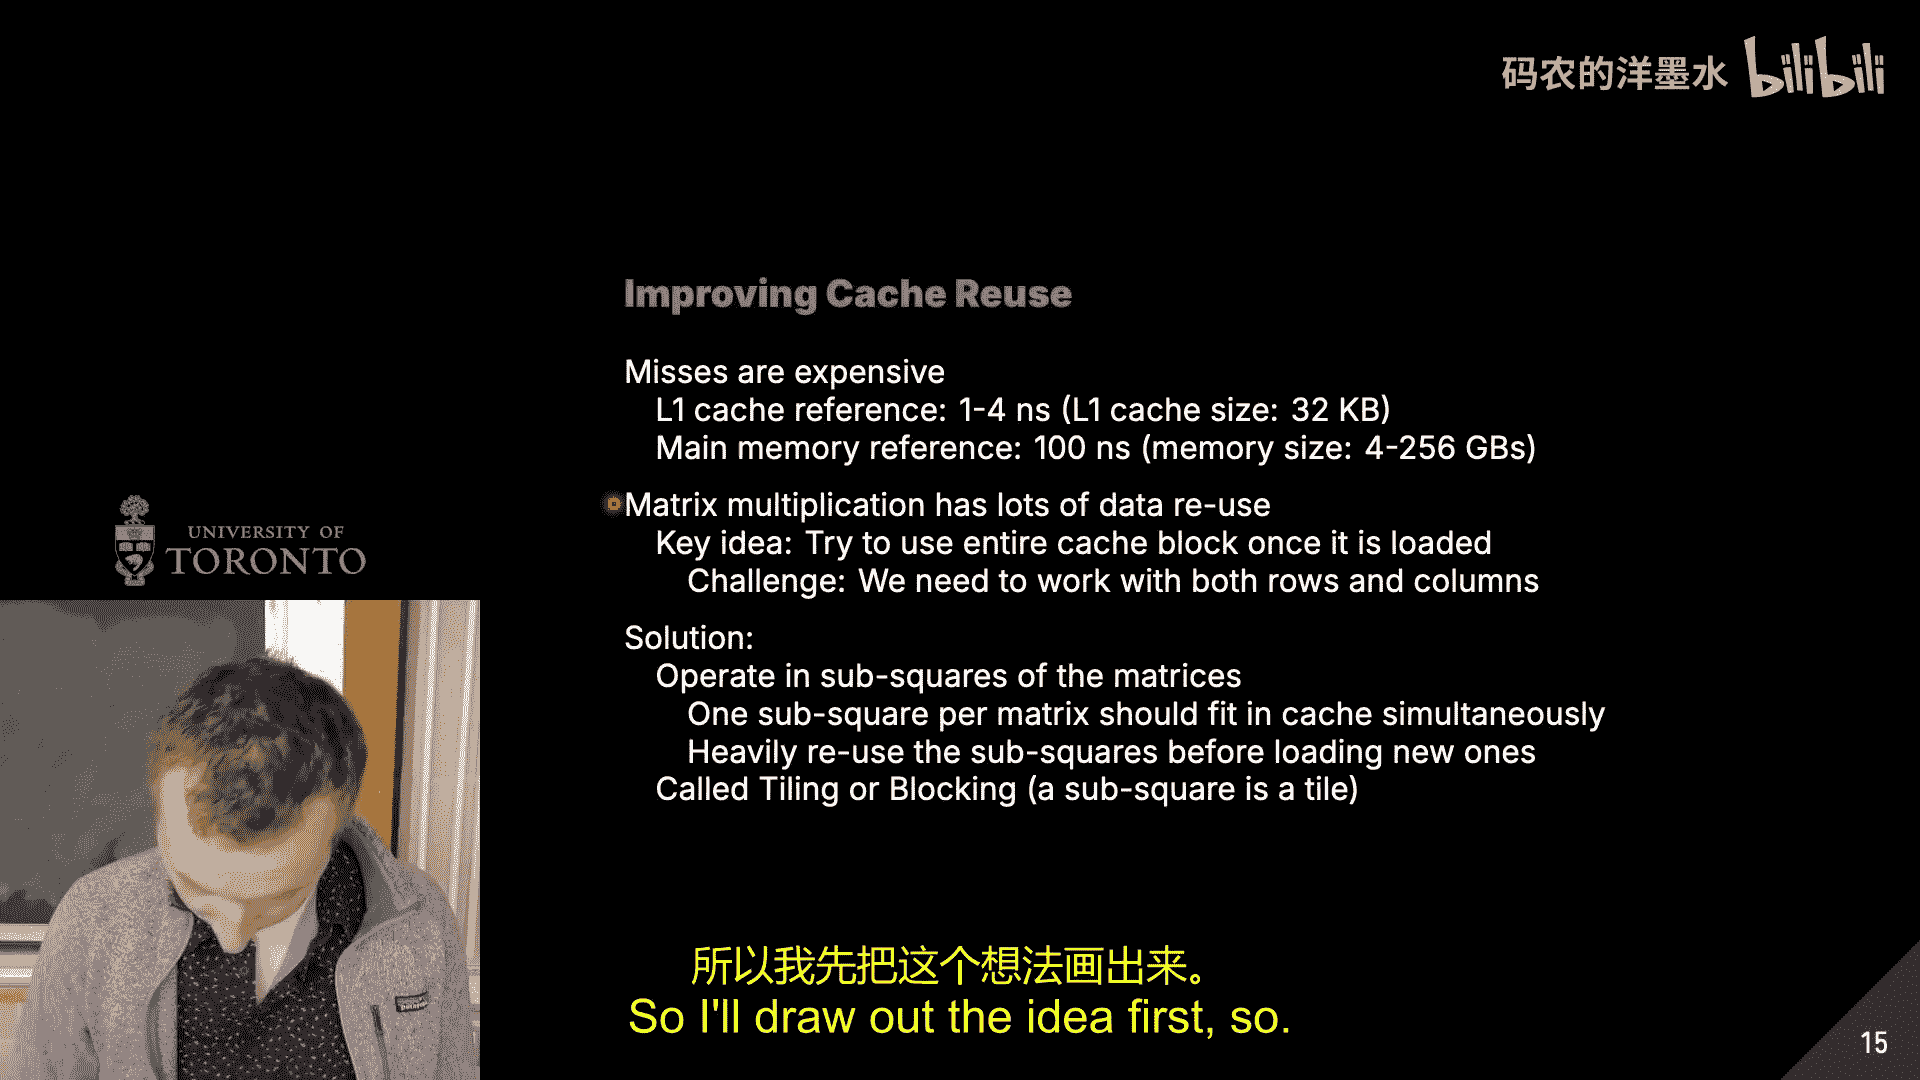 码农的洋墨水 bilibili
Improving Cache Reuse
Misses are expensive
L1 cache reference: 1-4 ns (L1 cache size: 32 KB)
Main memory reference: 100 ns (memory size: 4-256 GBs)
Matrix multiplication has lots of data re-use
Key idea: Try to use entire cache block once it is loaded
Challenge: We need to work with both rows and columns
Solution:
Operate in sub-squares of the matrices
One sub-square per matrix should fit in cache simultaneously
Heavily re-use the sub-squares before loading new ones
Called Tiling or Blocking (a sub-square is a tile)
UNIVERSITY OF
TORONTO
所以我先把这个想法画出来。
So I'll draw out the idea first, so.
15